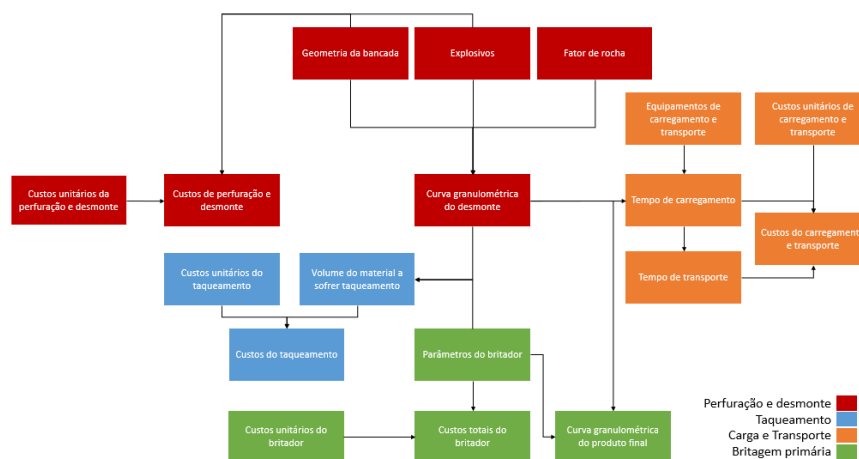 Geometria da bancada
Explosivos
Fator de rocha
Equipamentos de
carregamento e
transporte
Custos unitários de
carregamento e
transporte
Custos unitários da
perfuração e desmonte
Custos de perfuração e
desmonte
Curva granulométrica
do desmonte
Tempo de carregamento
Custos do carregament
e transporte
Custos unitários do
taqueamento
Volume do material a
sofrer taqueamento
Tempo de transporte
Custos do taqueamento
Parâmetros do britador
Custos unitários do
britador
Custos totais do
britador
Curva granulométrica
do produto final
Perfuração e desmonte
Taqueamento
Carga e Transporte
Britagem primária